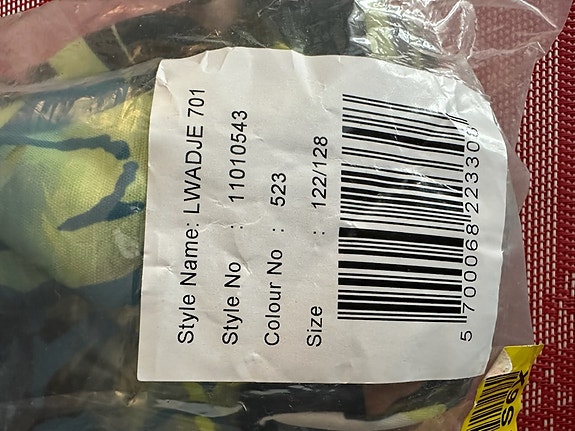 Style Name: LWADJE 701
Style No : 11010543
Colour No : 523
Size : 122/128
5 700068 223308